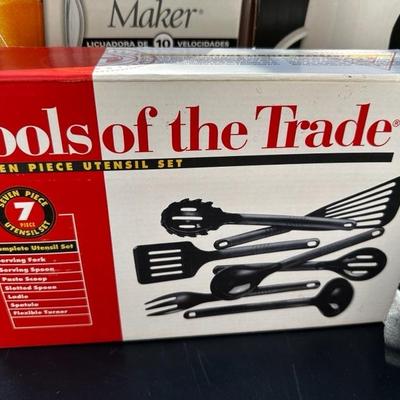 Maker®
LICUADORA DE 10 VELOCIDADES
ools of the Trade®
EN PIECE UTENSIL SET
SEVEN PIECE
7
PIECE
UTENSIL SET
omplete Utensil Set
erving Fork
Serving Spoon
Pasta Scoop
Slotted Spoon
Ladle
Spatula
Flexible Turner